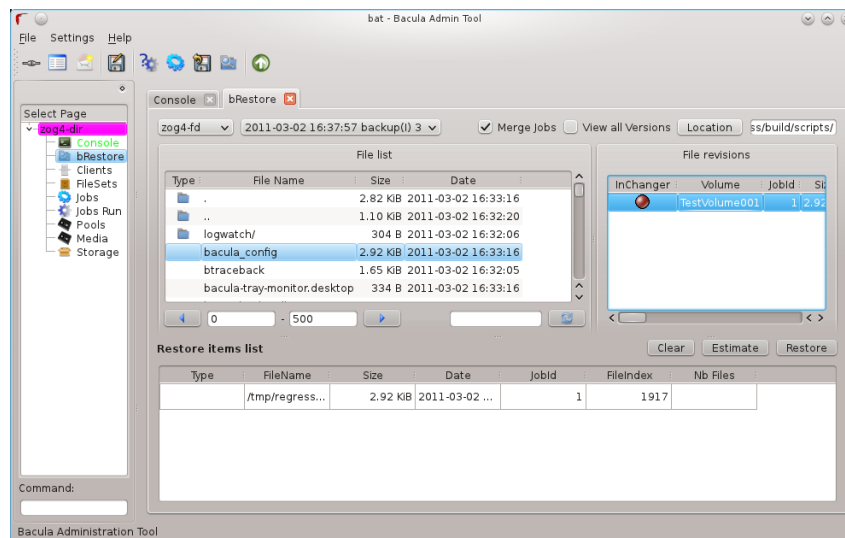 bat - Bacula Admin Tool
File Settings Help
Select Page
zog4-dir
Console
bRestore
Clients
FileSets
Jobs
Jobs Run
Pools
Media
Storage
Command:
Console bRestore
zog4-fd 2011-03-02 16:37:57 backup(I) 3 Merge Jobs View all Versions Location ss/build/scripts/
File list
Type File Name Size Date
. 2.82 KiB 2011-03-02 16:33:16
.. 1.10 KiB 2011-03-02 16:32:20
logwatch/ 304 B 2011-03-02 16:32:06
bacula_config 2.92 KiB 2011-03-02 16:33:16
btraceback 1.65 KiB 2011-03-02 16:32:05
bacula-tray-monitor.desktop 334 B 2011-03-02 16:33:16
0 - 500
File revisions
InChanger Volume JobId Si
TestVolume001 1 2.92
Restore items list Clear Estimate Restore
Type FileName Size Date JobId FileIndex Nb Files
/tmp/regress... 2.92 KiB 2011-03-02 ... 1 1917
Bacula Administration Tool